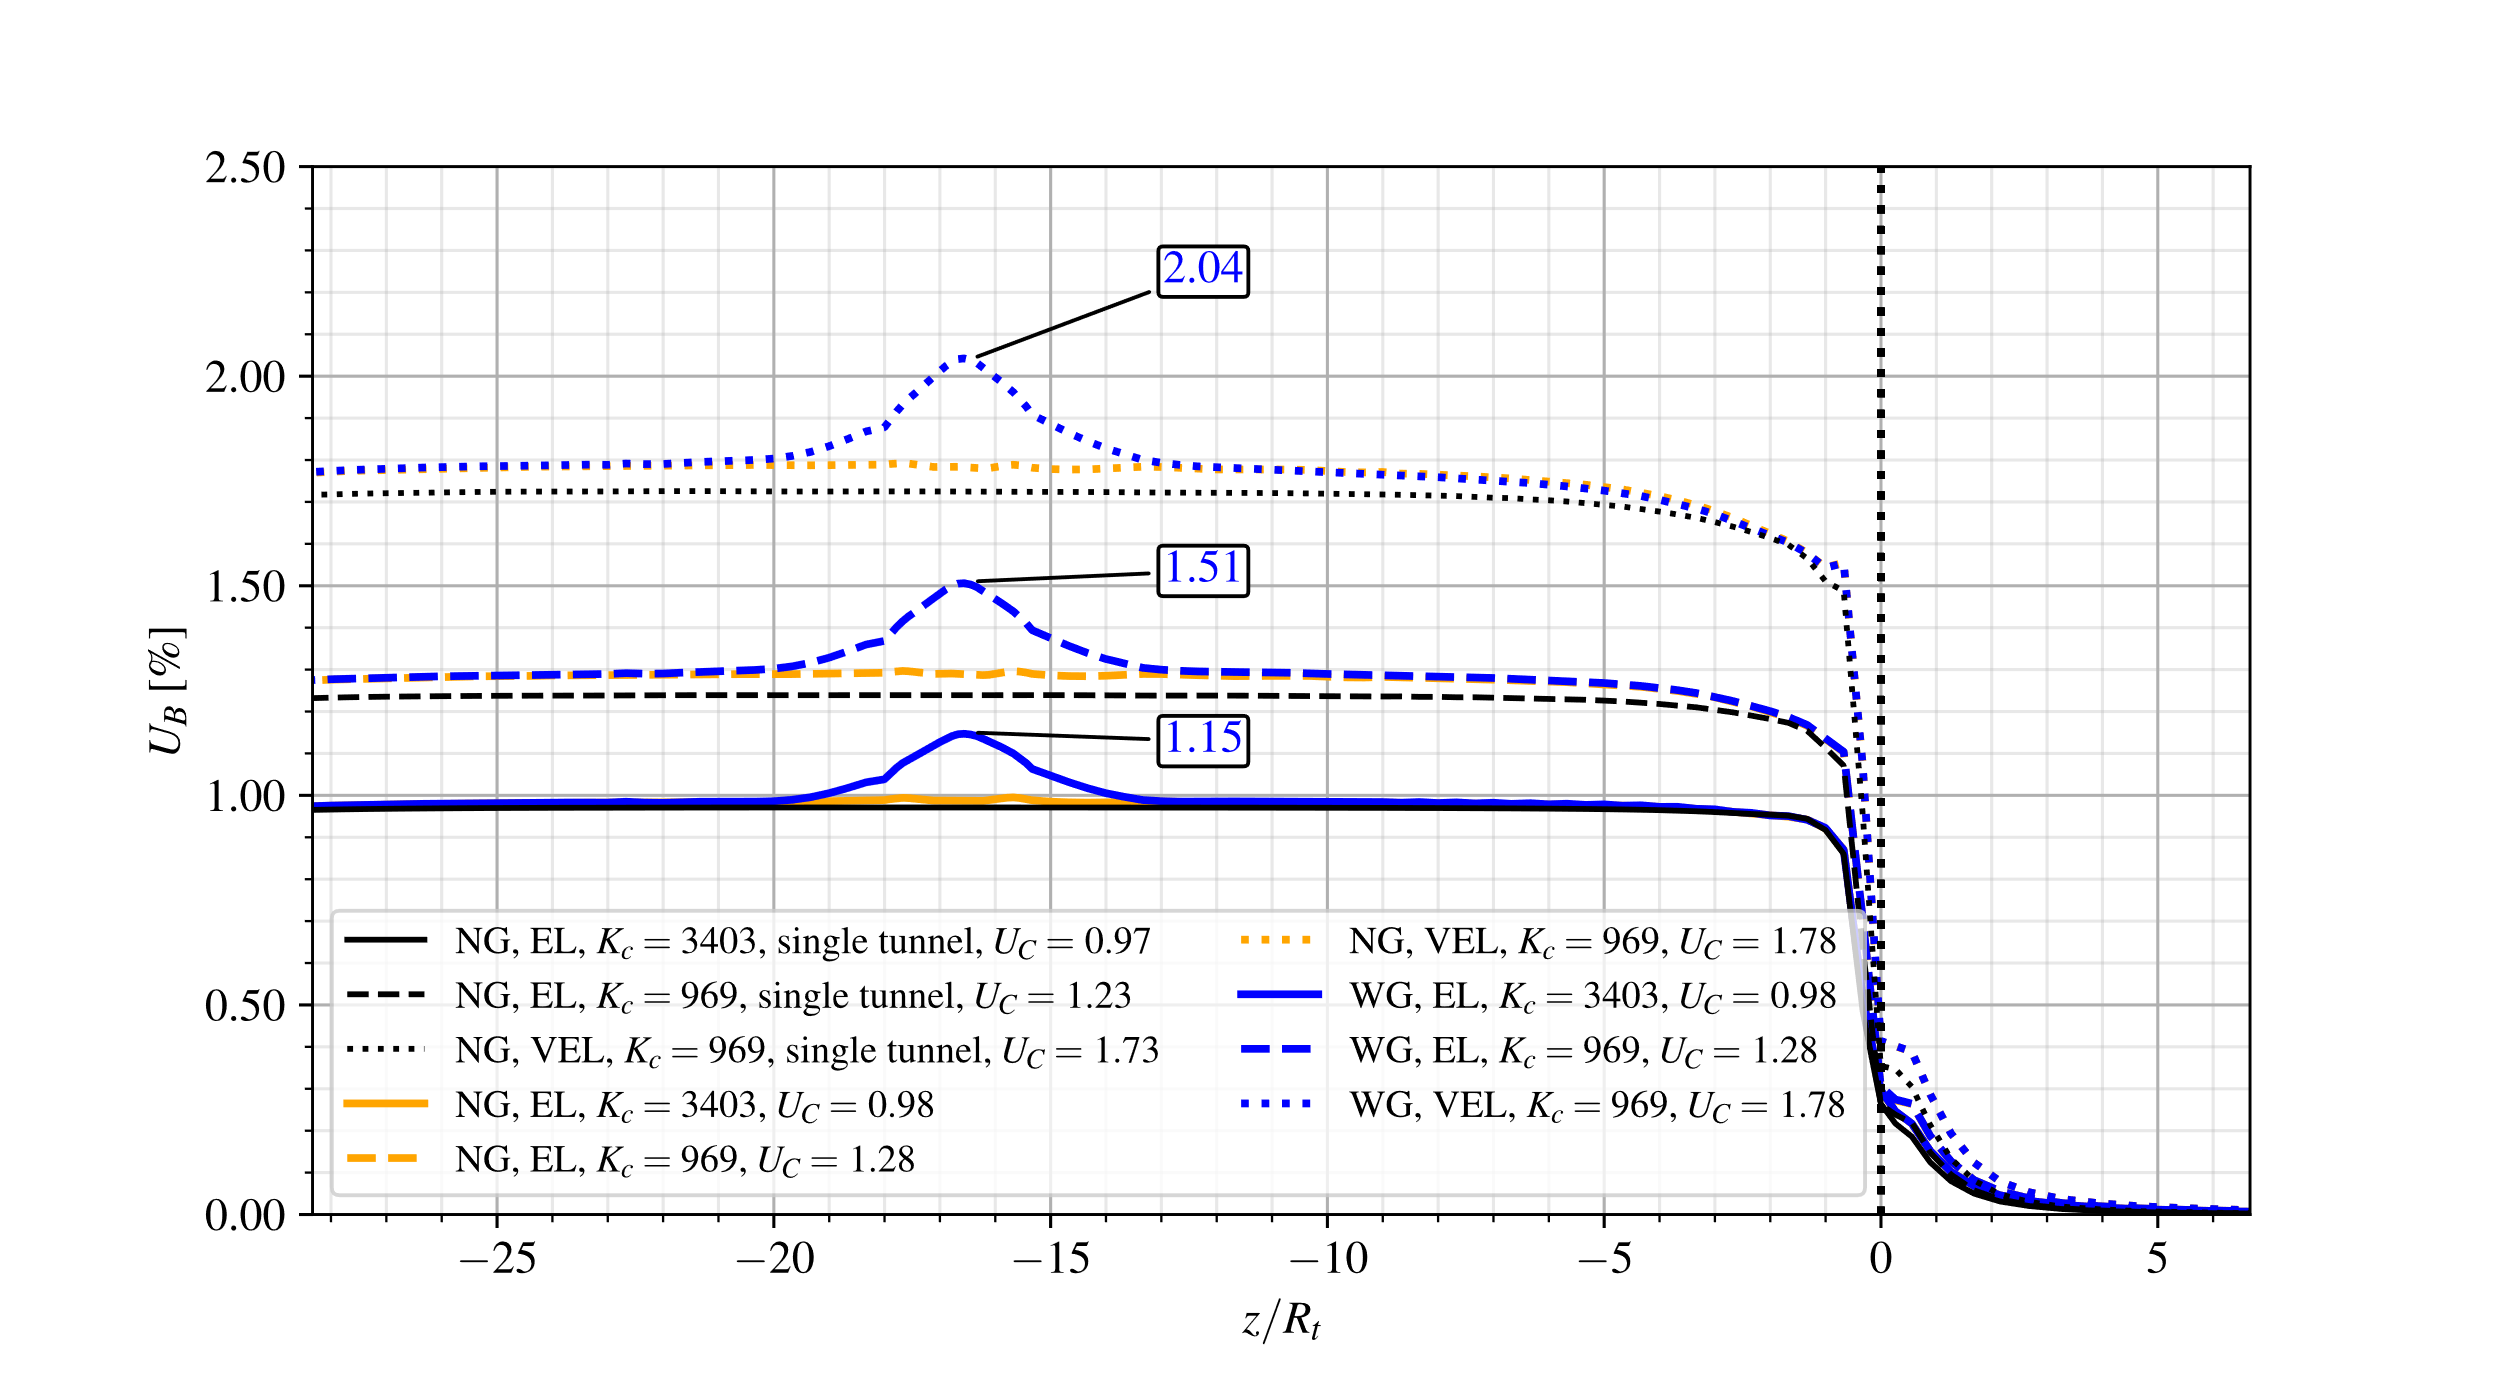 2.50
2.00
1.50
1.00
0.50
0.00
U_B [%]
2.04
1.51
1.15
NG, EL, K_c = 3403, single tunnel, U_C = 0.97
NG, EL, K_c = 969, single tunnel, U_C = 1.23
NG, VEL, K_c = 969, single tunnel, U_C = 1.73
NG, EL, K_c = 3403, U_C = 0.98
NG, EL, K_c = 969, U_C = 1.28
NG, VEL, K_c = 969, U_C = 1.78
WG, EL, K_c = 3403, U_C = 0.98
WG, EL, K_c = 969, U_C = 1.28
WG, VEL, K_c = 969, U_C = 1.78
−25 −20 −15 −10 −5 0 5
z/R_t